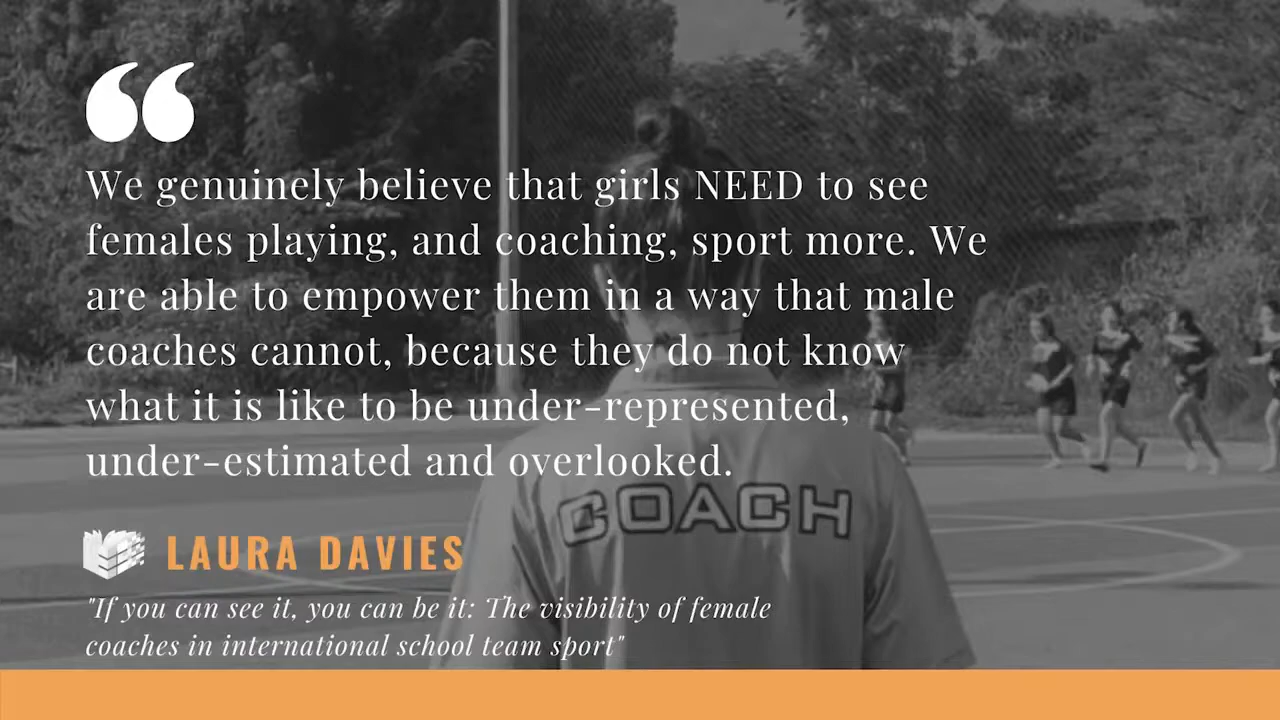 “
We genuinely believe that girls NEED to see
females playing, and coaching, sport more. We
are able to empower them in a way that male
coaches cannot, because they do not know
what it is like to be under-represented,
under-estimated and overlooked.
COACH
LAURA DAVIES
"If you can see it, you can be it: The visibility of female
coaches in international school team sport"